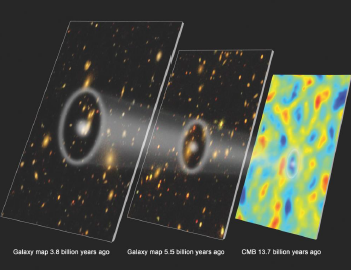 Galaxy map 3.8 billion years ago
Galaxy map 5.5 billion years ago
CMB 13.7 billion years ago